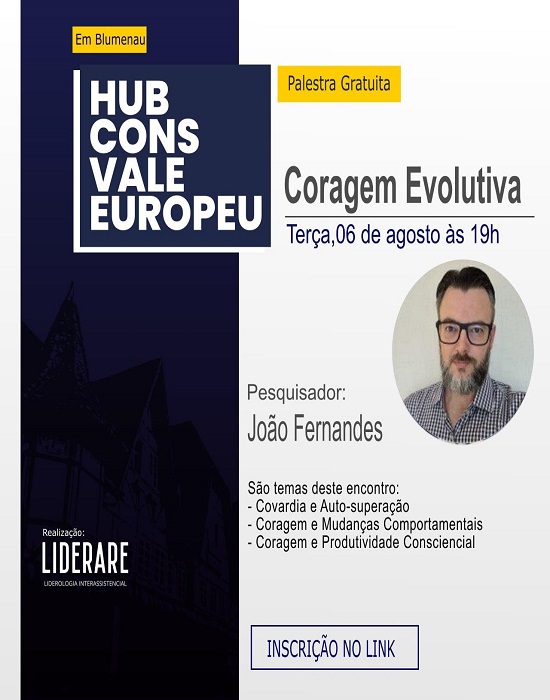 Em Blumenau
HUB
CONS
VALE
EUROPEU
Palestra Gratuita
Coragem Evolutiva
Terça,06 de agosto às 19h
Pesquisador:
João Fernandes
São temas deste encontro:
- Covardia e Auto-superação
- Coragem e Mudanças Comportamentais
- Coragem e Produtividade Consciencial
Realização:
LIDERARE
LIDEROLOGIA INTERASSISTENCIAL
INSCRIÇÃO NO LINK